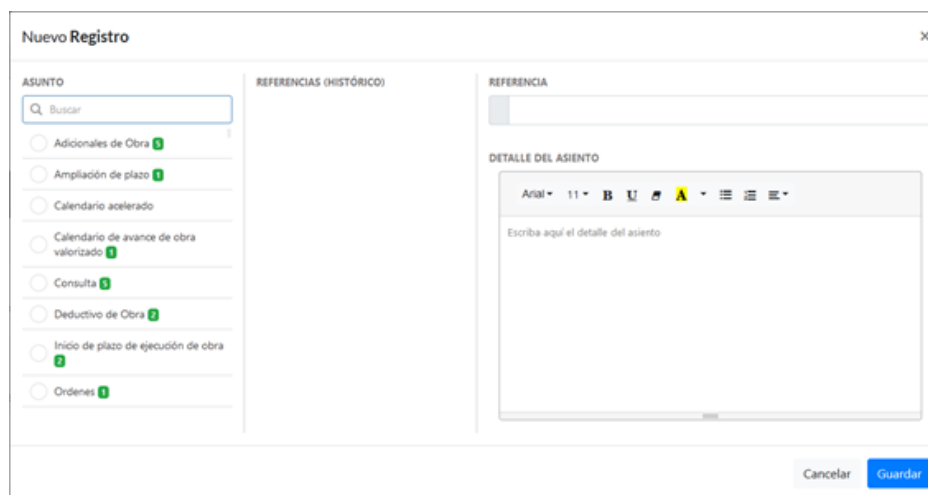 Nuevo Registro
×
ASUNTO
Buscar
Adicionales de Obra 5
Ampliación de plazo 1
Calendario acelerado
Calendario de avance de obra
valorizado 1
Consulta 5
Deductivo de Obra 2
Inicio de plazo de ejecución de obra
2
Ordenes 1
REFERENCIAS (HISTÓRICO)
REFERENCIA
DETALLE DEL ASIENTO
Arial 11 B U A
Escriba aquí el detalle del asiento
Cancelar Guardar